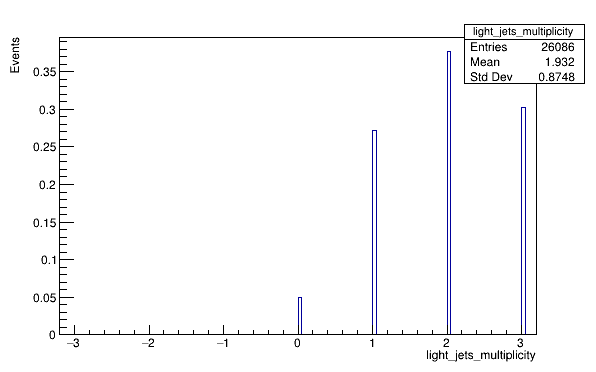 light_jets_multiplicity
Entries 26086
Mean 1.932
Std Dev 0.8748
Events
0.35
0.3
0.25
0.2
0.15
0.1
0.05
0
−3 −2 −1 0 1 2 3
light_jets_multiplicity